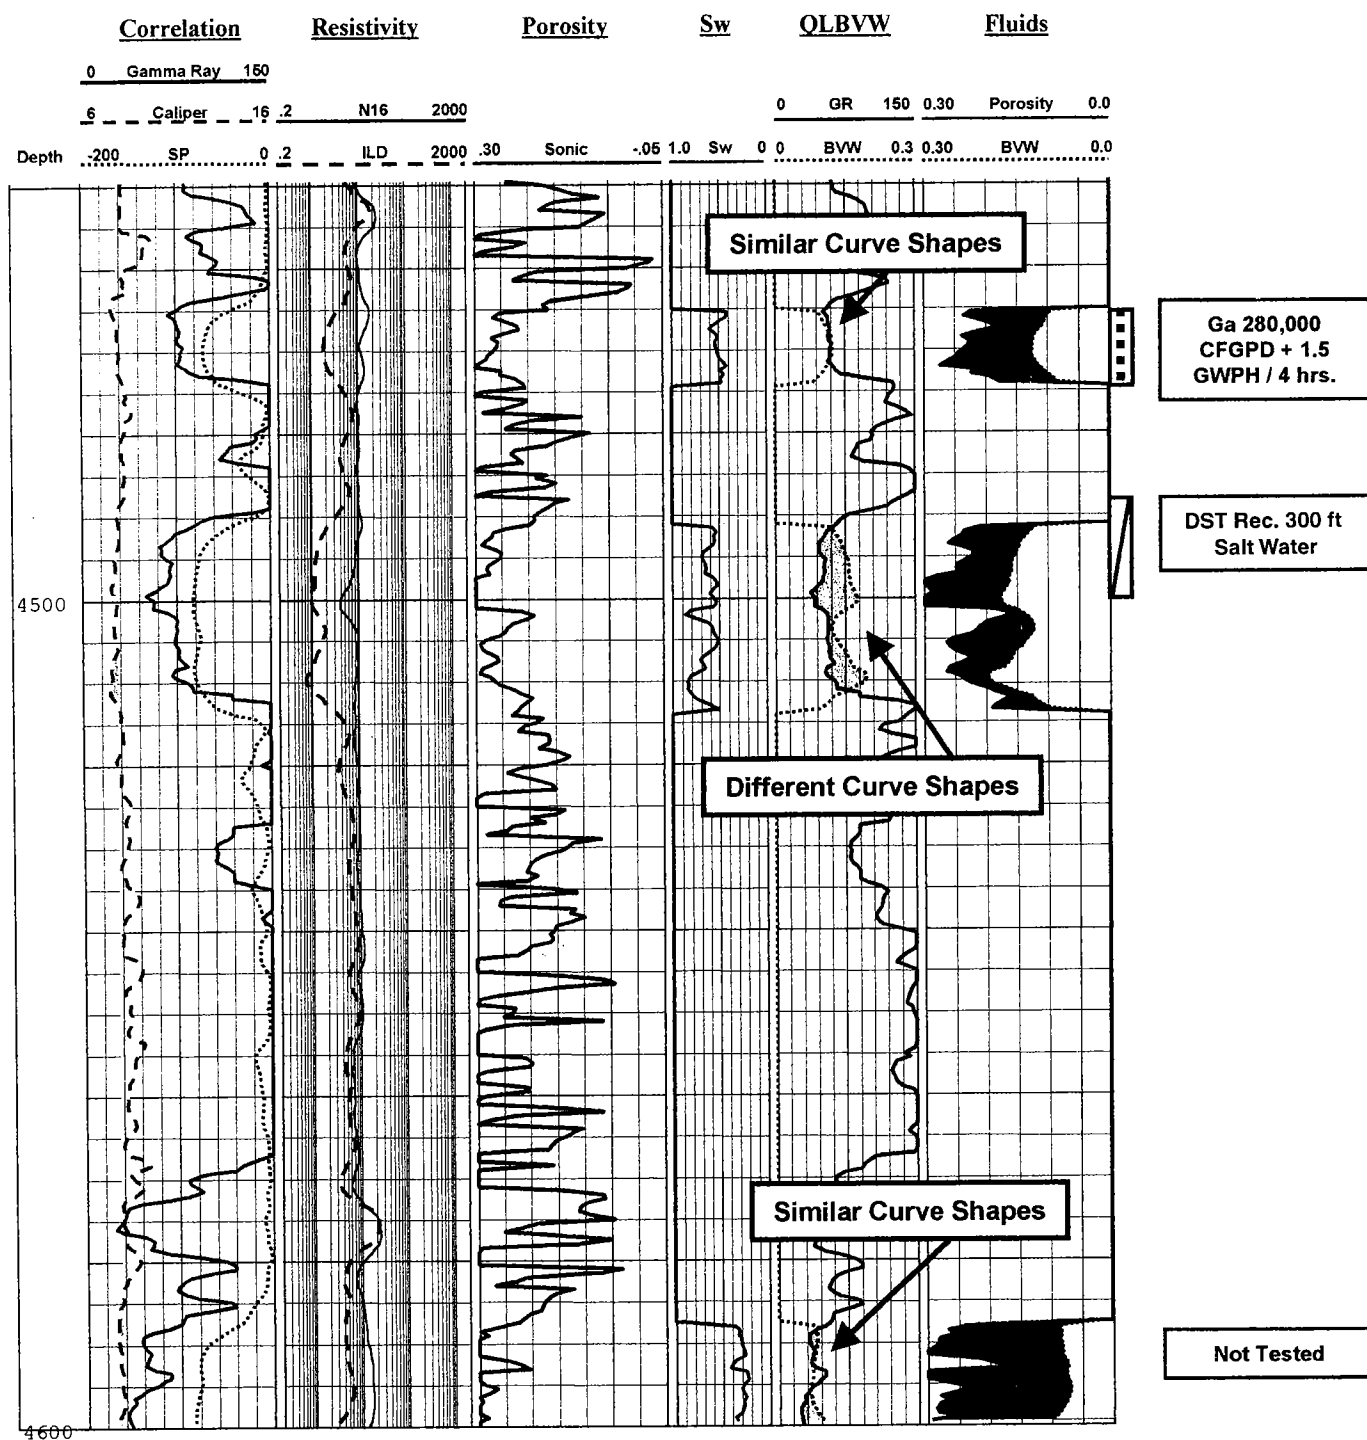 Correlation Resistivity Porosity Sw QLBVW Fluids
0 Gamma Ray 150
6 Caliper 16 .2 N16 2000 0 GR 150 0.30 Porosity 0.0
Depth -200 SP 0 .2 ILD 2000 .30 Sonic -.05 1.0 Sw 0 0 BVW 0.3 0.30 BVW 0.0
Similar Curve Shapes
Ga 280,000
CFGPD + 1.5
GWPH / 4 hrs.
DST Rec. 300 ft
Salt Water
4500
Different Curve Shapes
Similar Curve Shapes
Not Tested
4600